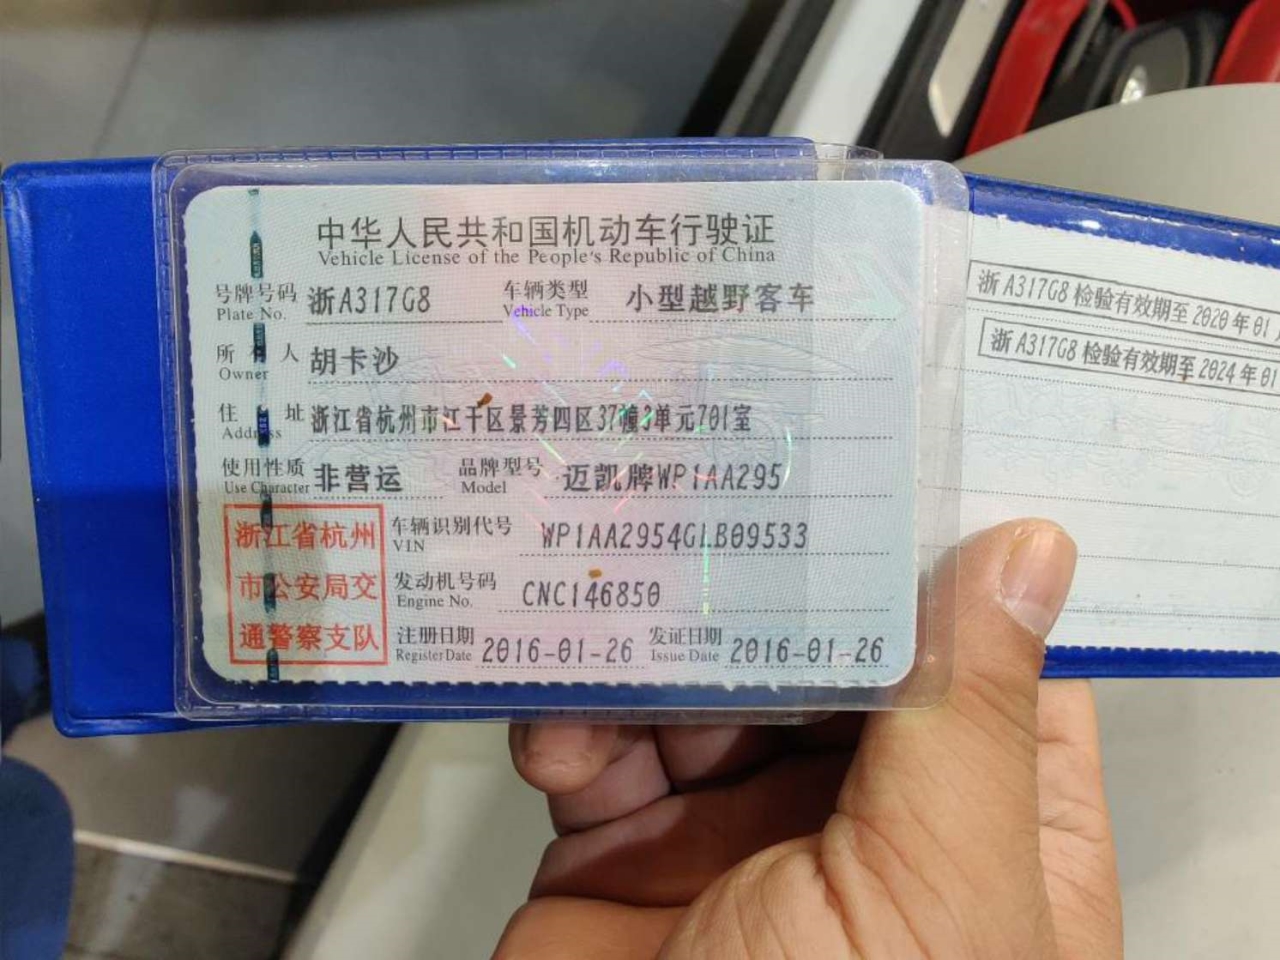 中华人民共和国机动车行驶证
Vehicle License of the People's Republic of China
号牌号码 浙A317G8 车辆类型 小型越野客车
Plate No. Vehicle Type
所 人 胡卡沙
Owner
住 址 浙江省杭州市江干区景芳四区37幢3单元701室
Address
使用性质 非营运 品牌型号 迈凯牌WP1AA295
Use Character Model
浙江省杭州 车辆识别代号 WP1AA2954GLB09533
VIN
市公安局交 发动机号码 CNC146850
Engine No.
通警察支队 注册日期 2016-01-26 发证日期 2016-01-26
Register Date Issue Date
浙A317G8检验有效期至2020年01
浙A317G8检验有效期至2024年01